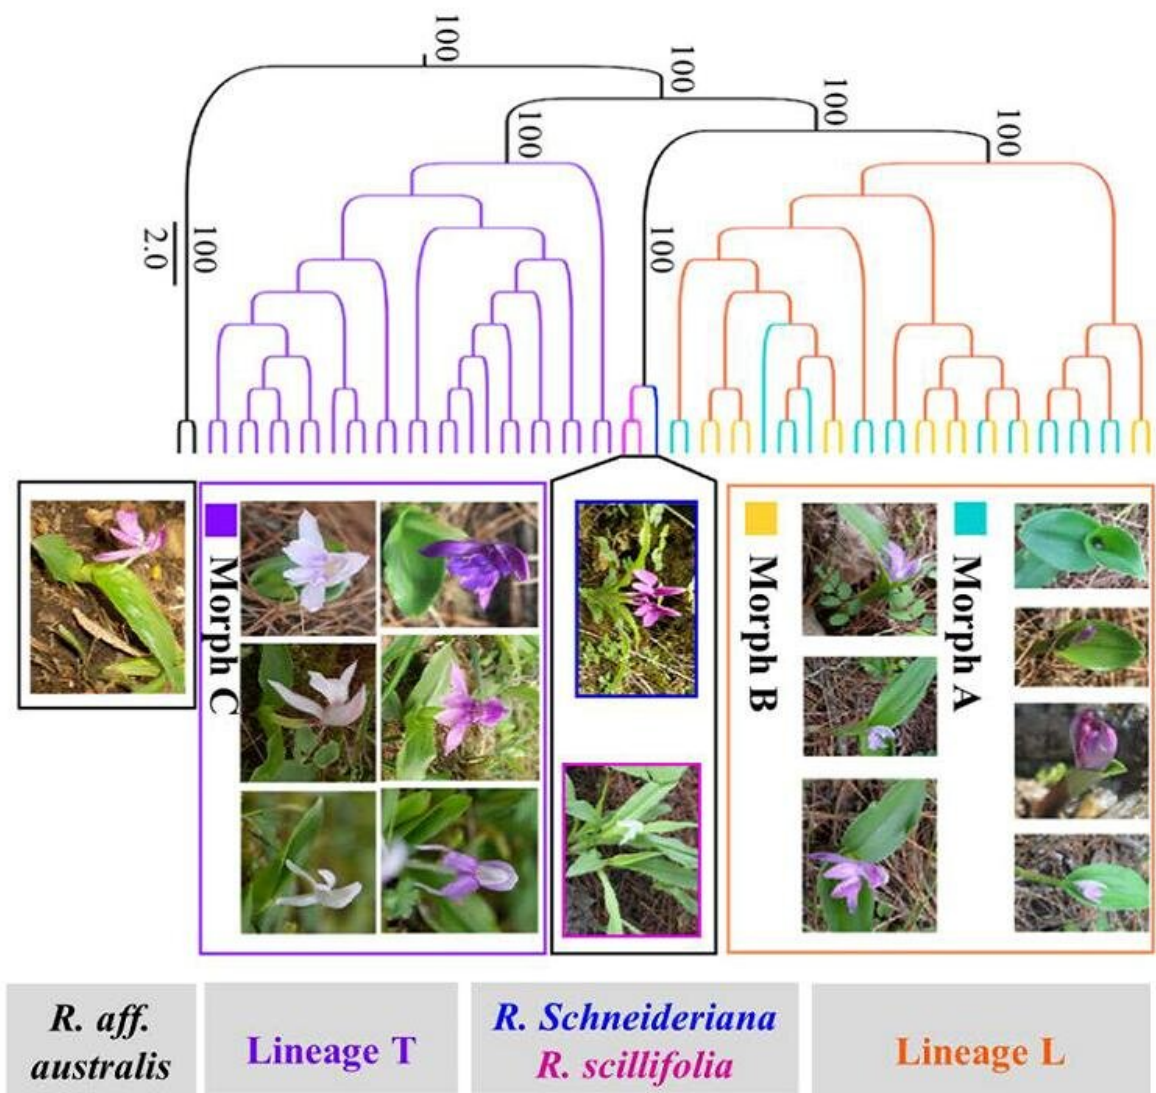 100
100
100
100
100
100
100
2.0
Morph C
Morph B
Morph A
R. aff.
australis
Lineage T
R. Schneideriana
R. scillifolia
Lineage L